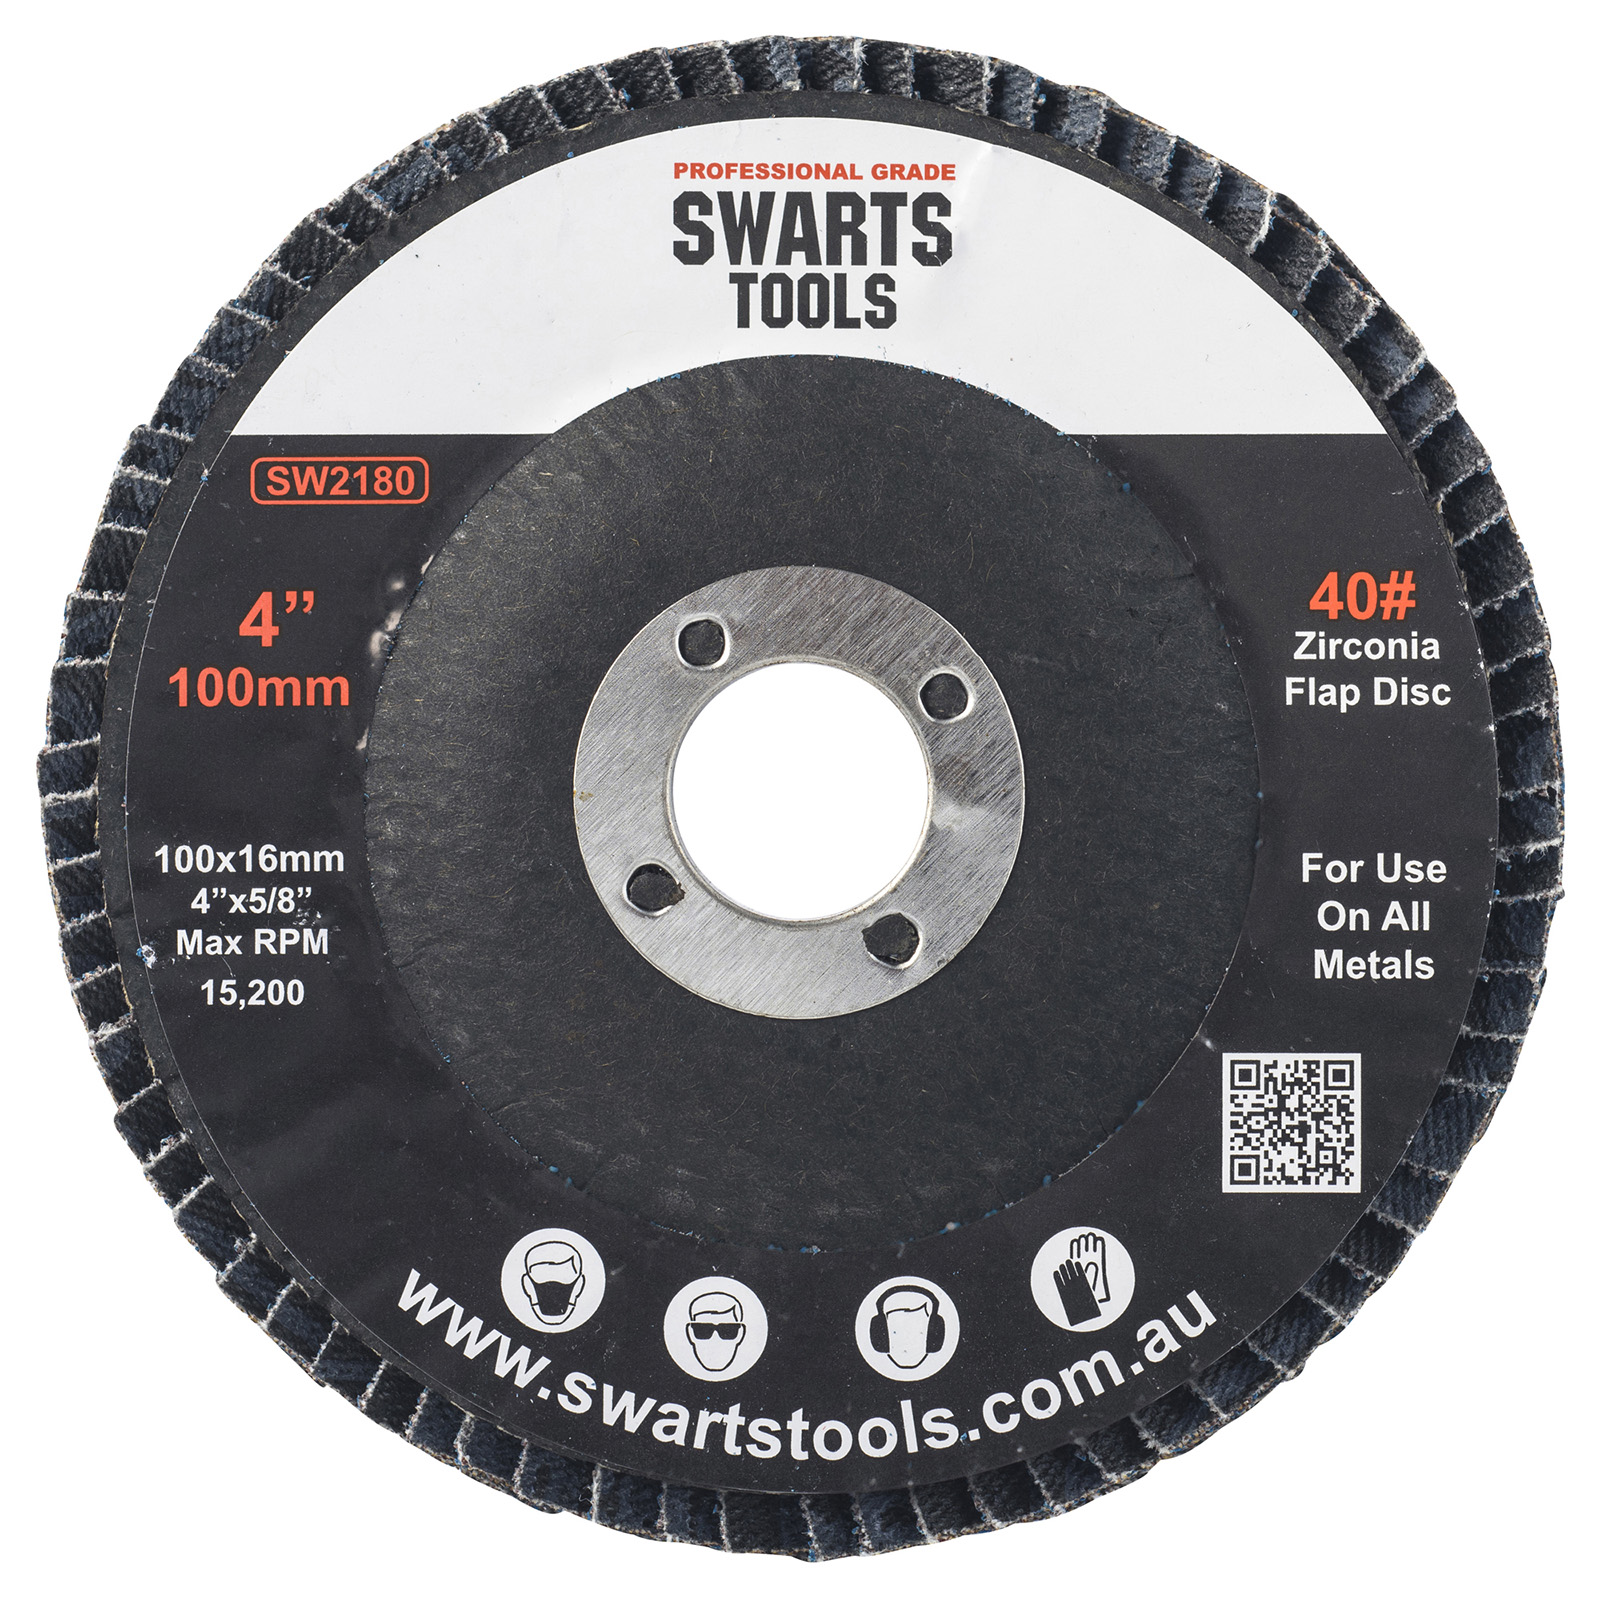 PROFESSIONAL GRADE
SWARTS
TOOLS
SW2180
4”
100mm
100x16mm
4”x5/8”
Max RPM
15,200
40#
Zirconia
Flap Disc
For Use
On All
Metals
www.swartstools.com.au